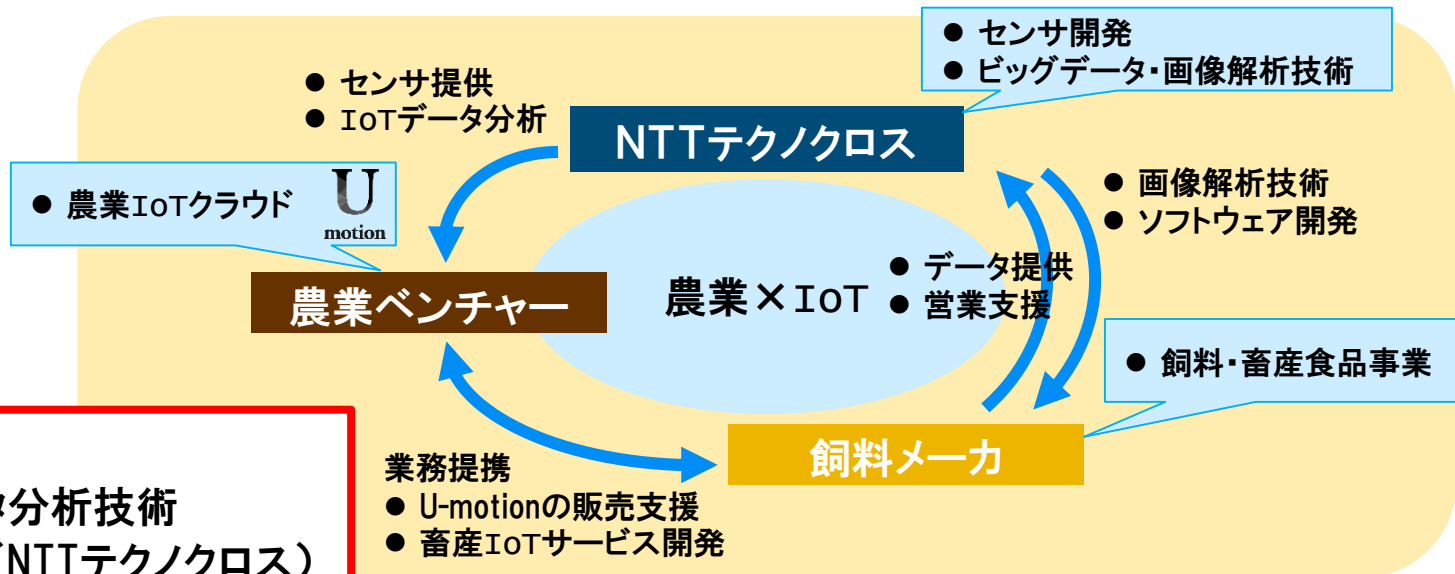 ● センサ開発
● ビッグデータ・画像解析技術
● センサ提供
● IoTデータ分析
NTTテクノクロス
● 農業IoTクラウド
U
motion
● 画像解析技術
● ソフトウェア開発
農業ベンチャー
農業×IoT
● データ提供
● 営業支援
● 飼料・畜産食品事業
飼料メーカ
業務提携
● U-motionの販売支援
● 畜産IoTサービス開発
分析技術
NTTテクノクロス）